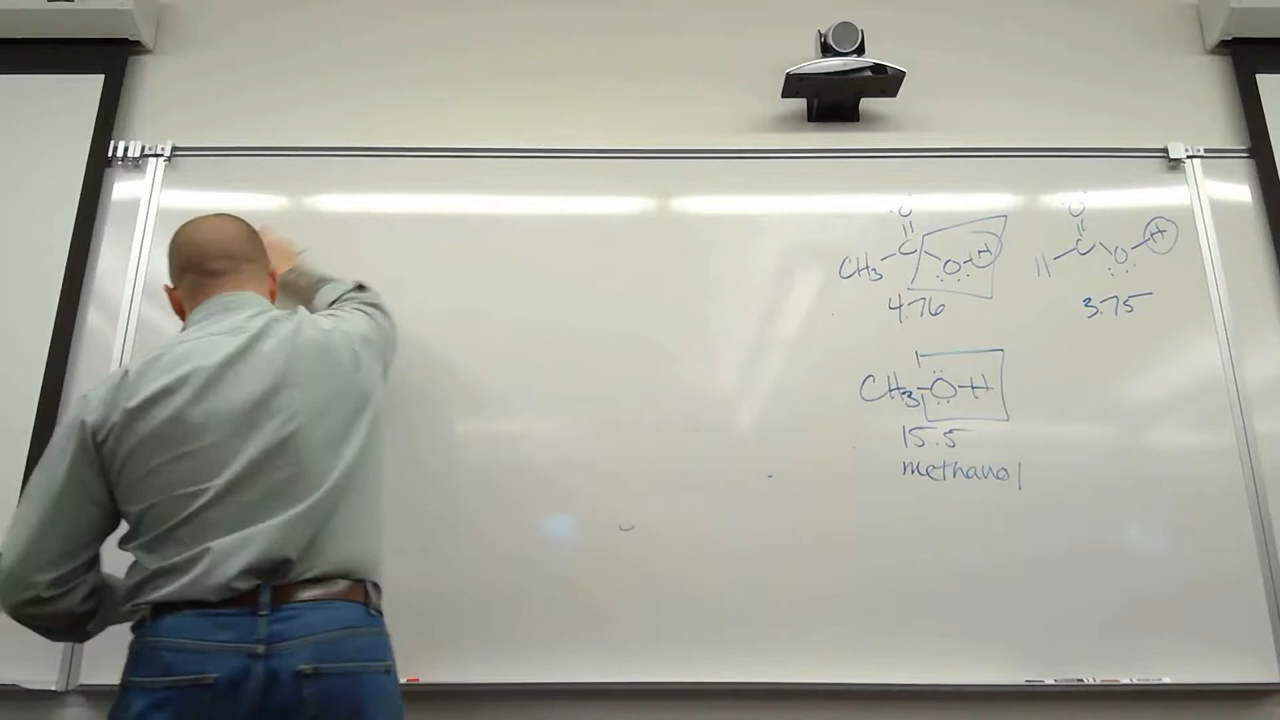 O O
CH3 C O H H C O H
4.76 3.75
CH3-O-H
15.5
methanol